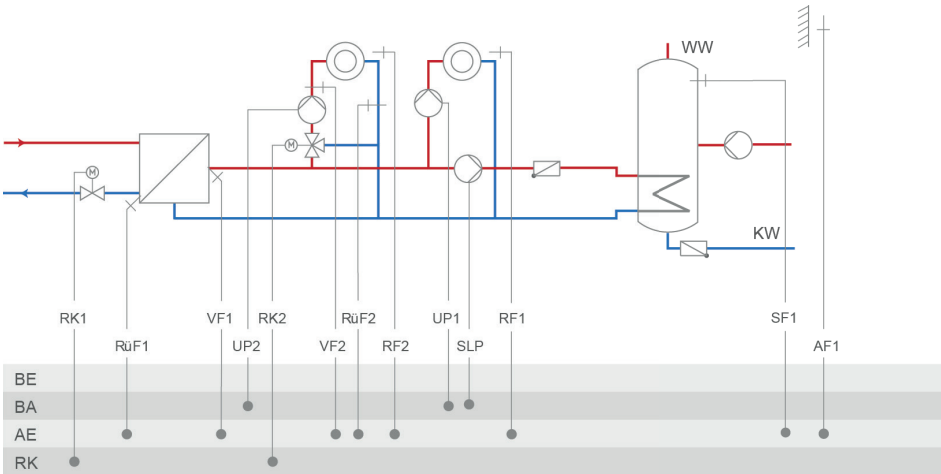 WW
M
M
KW
RK1 VF1 RK2 RüF2 UP1 RF1 SF1
RüF1 UP2 VF2 RF2 SLP AF1
BE
BA
AE
RK